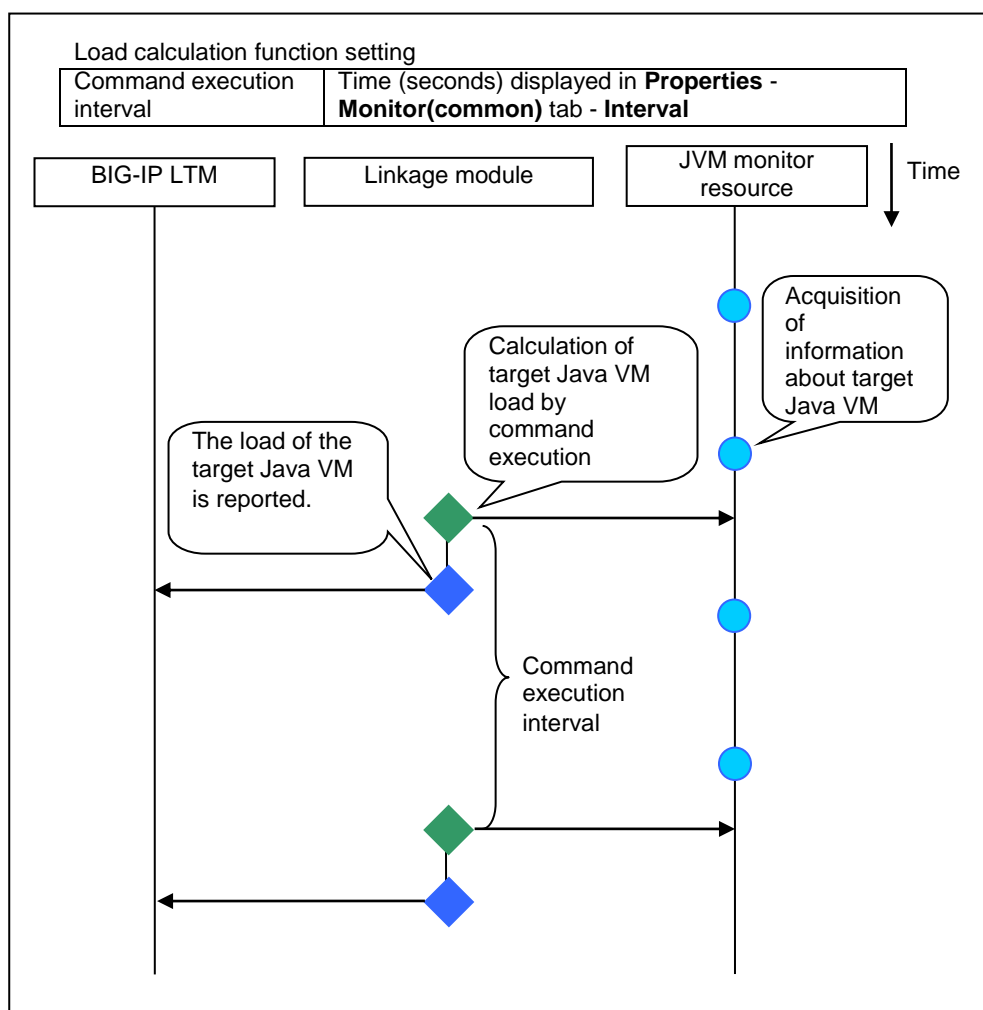 Load calculation function setting
Command execution
interval
Time (seconds) displayed in Properties -
Monitor(common) tab - Interval
BIG-IP LTM
Linkage module
JVM monitor
resource
Time
Acquisition
of
information
about target
Java VM
Calculation of
target Java VM
load by
command
execution
The load of the
target Java VM
is reported.
Command
execution
interval